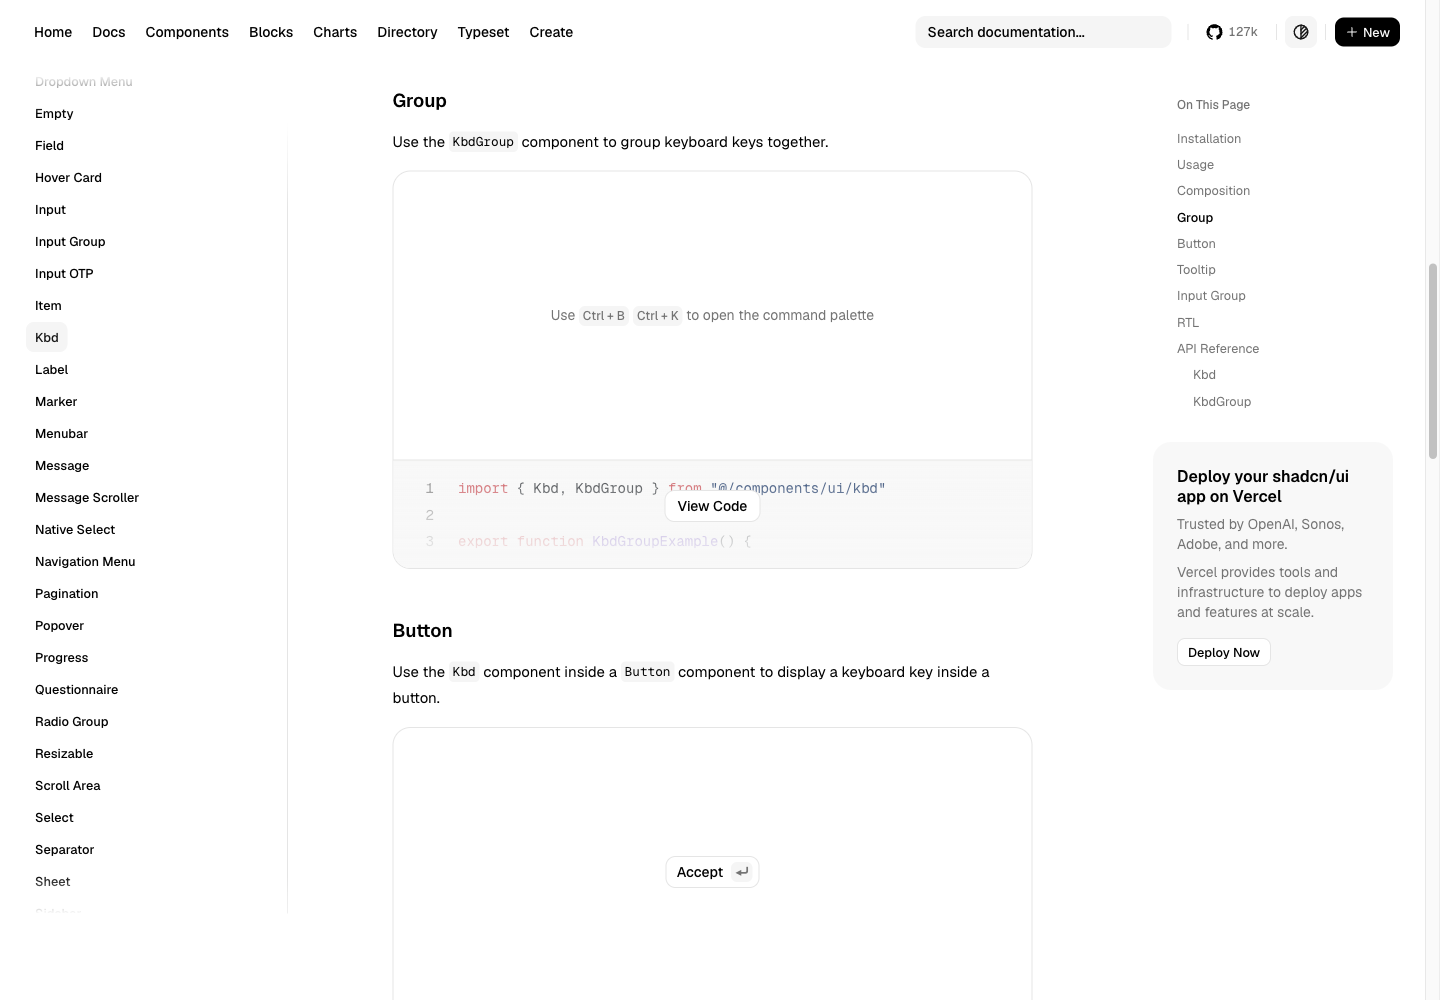 Home Docs Components Blocks Charts Directory Typeset Create Search documentation... 127k New
Dropdown Menu
Empty
Field
Hover Card
Input
Input Group
Input OTP
Item
Kbd
Label
Marker
Menubar
Message
Message Scroller
Native Select
Navigation Menu
Pagination
Popover
Progress
Questionnaire
Radio Group
Resizable
Scroll Area
Select
Separator
Sheet
Sidebar
Group
Use the KbdGroup component to group keyboard keys together.
Use Ctrl + B Ctrl + K to open the command palette
1 import { Kbd, KbdGroup } from "@/components/ui/kbd"
2
View Code
3 export function KbdGroupExample() {
Button
Use the Kbd component inside a Button component to display a keyboard key inside a
button.
Accept ⏎
On This Page
Installation
Usage
Composition
Group
Button
Tooltip
Input Group
RTL
API Reference
Kbd
KbdGroup
Deploy your shadcn/ui
app on Vercel
Trusted by OpenAI, Sonos,
Adobe, and more.
Vercel provides tools and
infrastructure to deploy apps
and features at scale.
Deploy Now